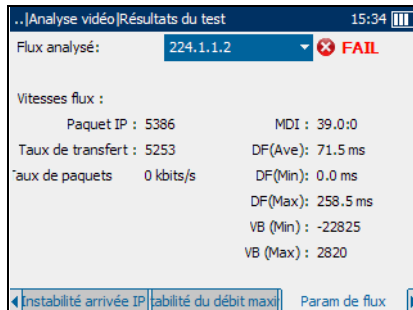 ..|Analyse vidéo|Résultats du test 15:34
Flux analysé: 224.1.1.2 FAIL
Vitesses flux :
Paquet IP : 5386 MDI : 39.0:0
Taux de transfert : 5253 DF(Ave): 71.5 ms
aux de paquets 0 kbits/s DF(Min): 0.0 ms
DF(Max): 258.5 ms
VB (Min) : -22825
VB (Max) : 2820
Instabilité arrivée IP tabilité du débit maxi Param de flux